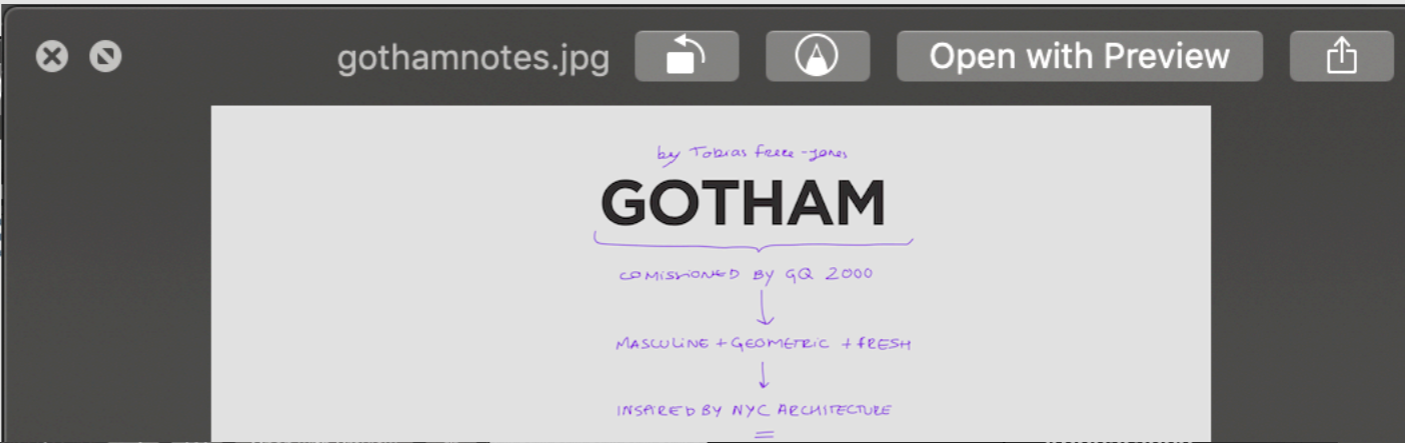 gothamnotes.jpg Open with Preview
by Tobias frere-jones
GOTHAM
COMISSIONED BY GQ 2000
MASCULINE + GEOMETRIC + fRESH
INSPIRED BY NYC ARCHITECTURE
=